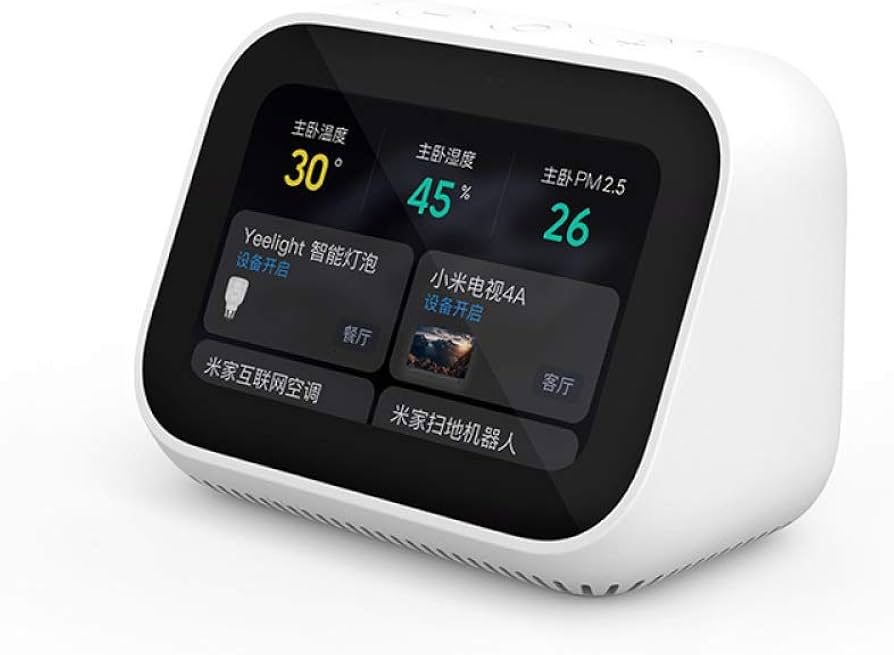 主卧温度
30°
主卧湿度
45%
主卧PM2.5
26
Yeelight 智能灯泡
设备开启
餐厅
小米电视4A
设备开启
客厅
米家互联网空调
米家扫地机器人